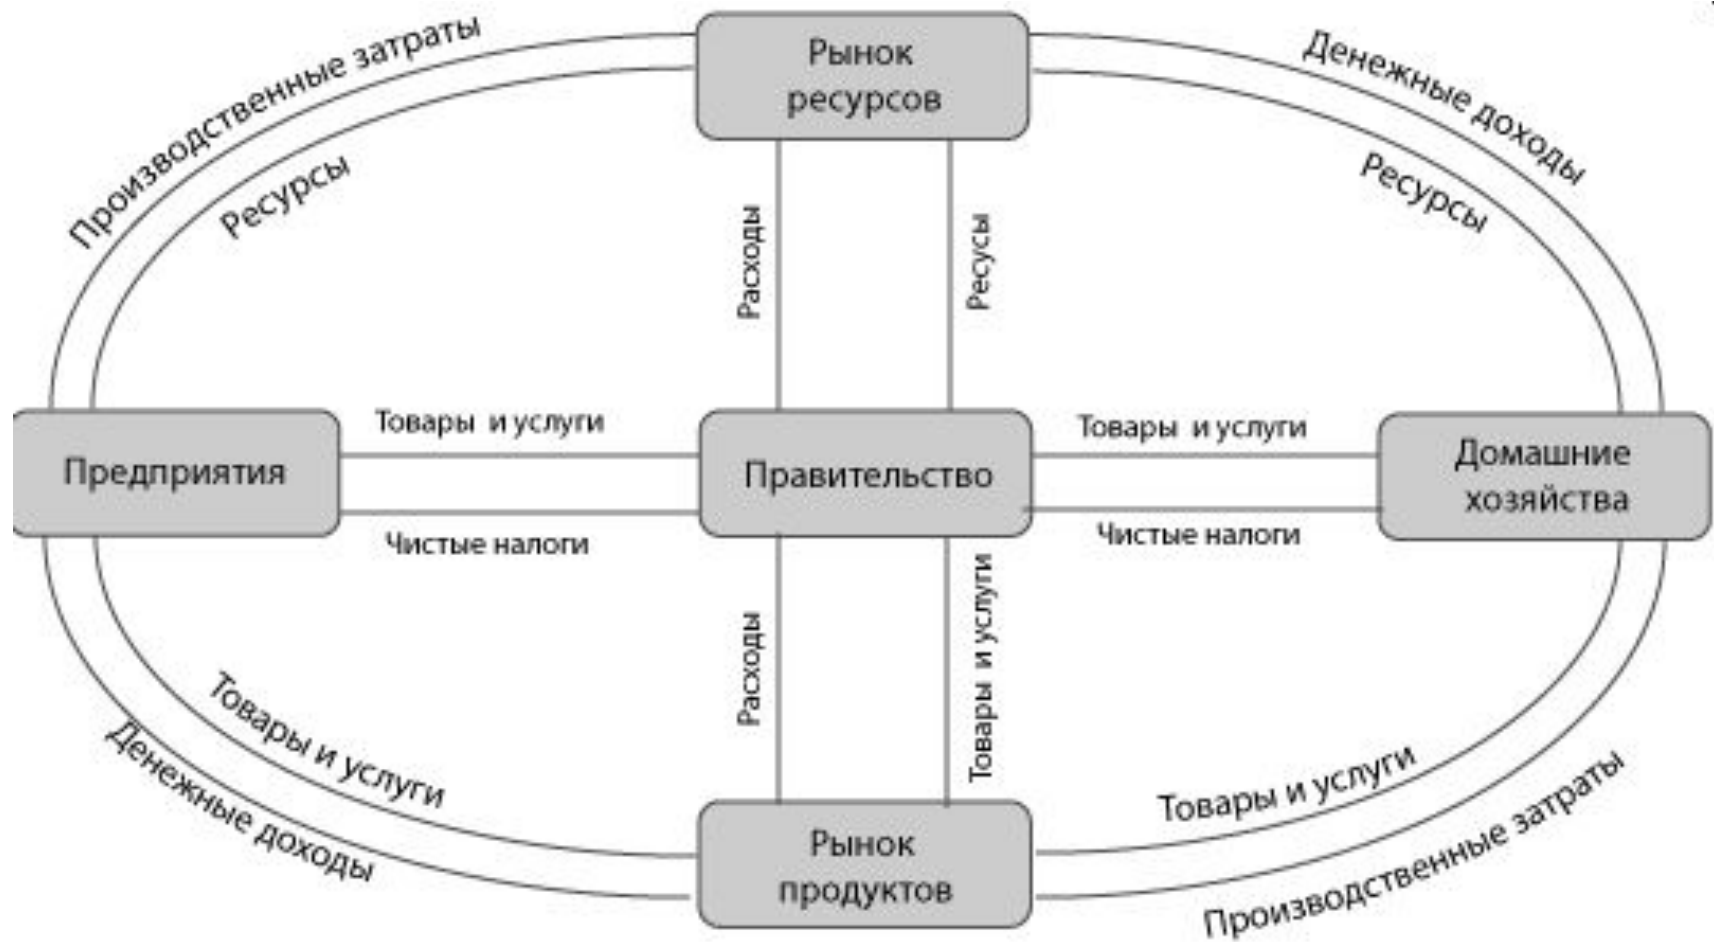 Производственные затраты
Рынок
ресурсов
Денежные доходы
Ресурсы
Ресурсы
Расходы
Ресусы
Товары и услуги
Товары и услуги
Предприятия
Правительство
Домашние
хозяйства
Чистые налоги
Чистые налоги
Расходы
Товары и услуги
Товары и услуги
Денежные доходы
Рынок
продуктов
Товары и услуги
Производственные затраты